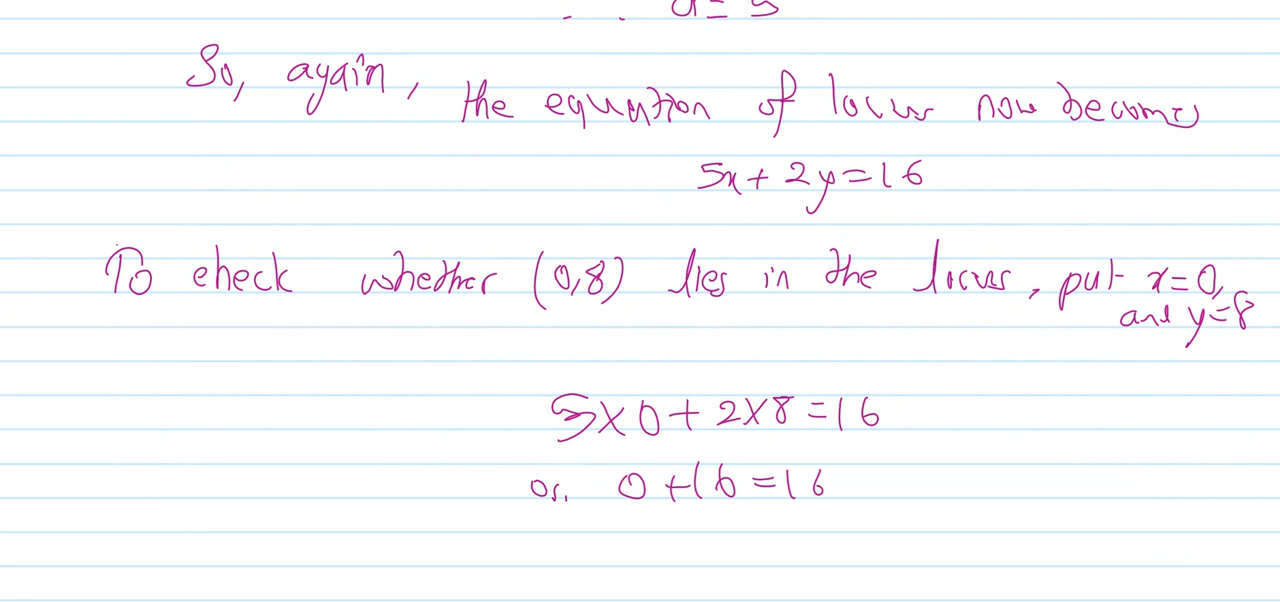 So, again, the equation of locus now becomes
5x + 2y = 16
To check whether (0,8) lies in the locus, put x=0,
and y=8
5×0 + 2×8 = 16
or, 0 + 16 = 16